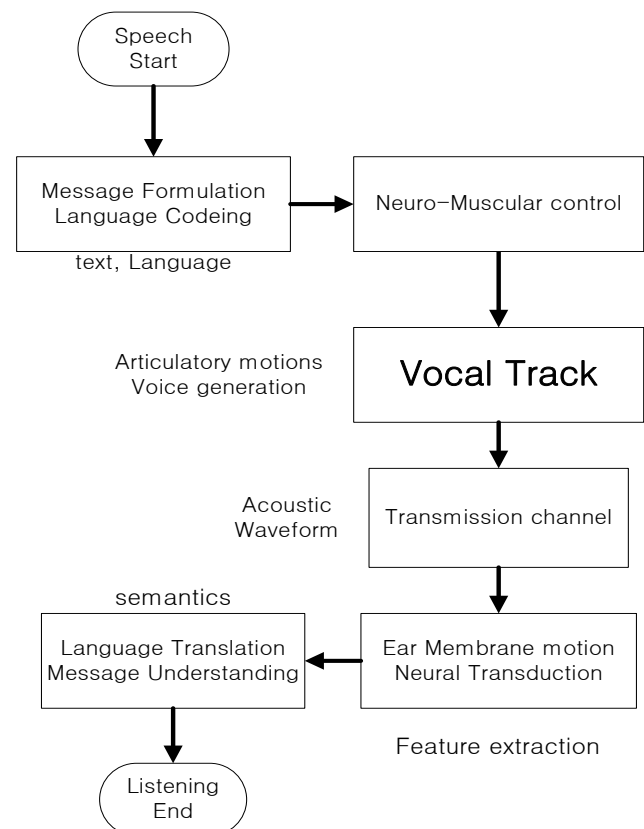 Speech
Start
Message Formulation
Language Codeing
text, Language
Neuro-Muscular control
Articulatory motions
Voice generation
Vocal Track
Acoustic
Waveform
Transmission channel
semantics
Language Translation
Message Understanding
Ear Membrane motion
Neural Transduction
Feature extraction
Listening
End